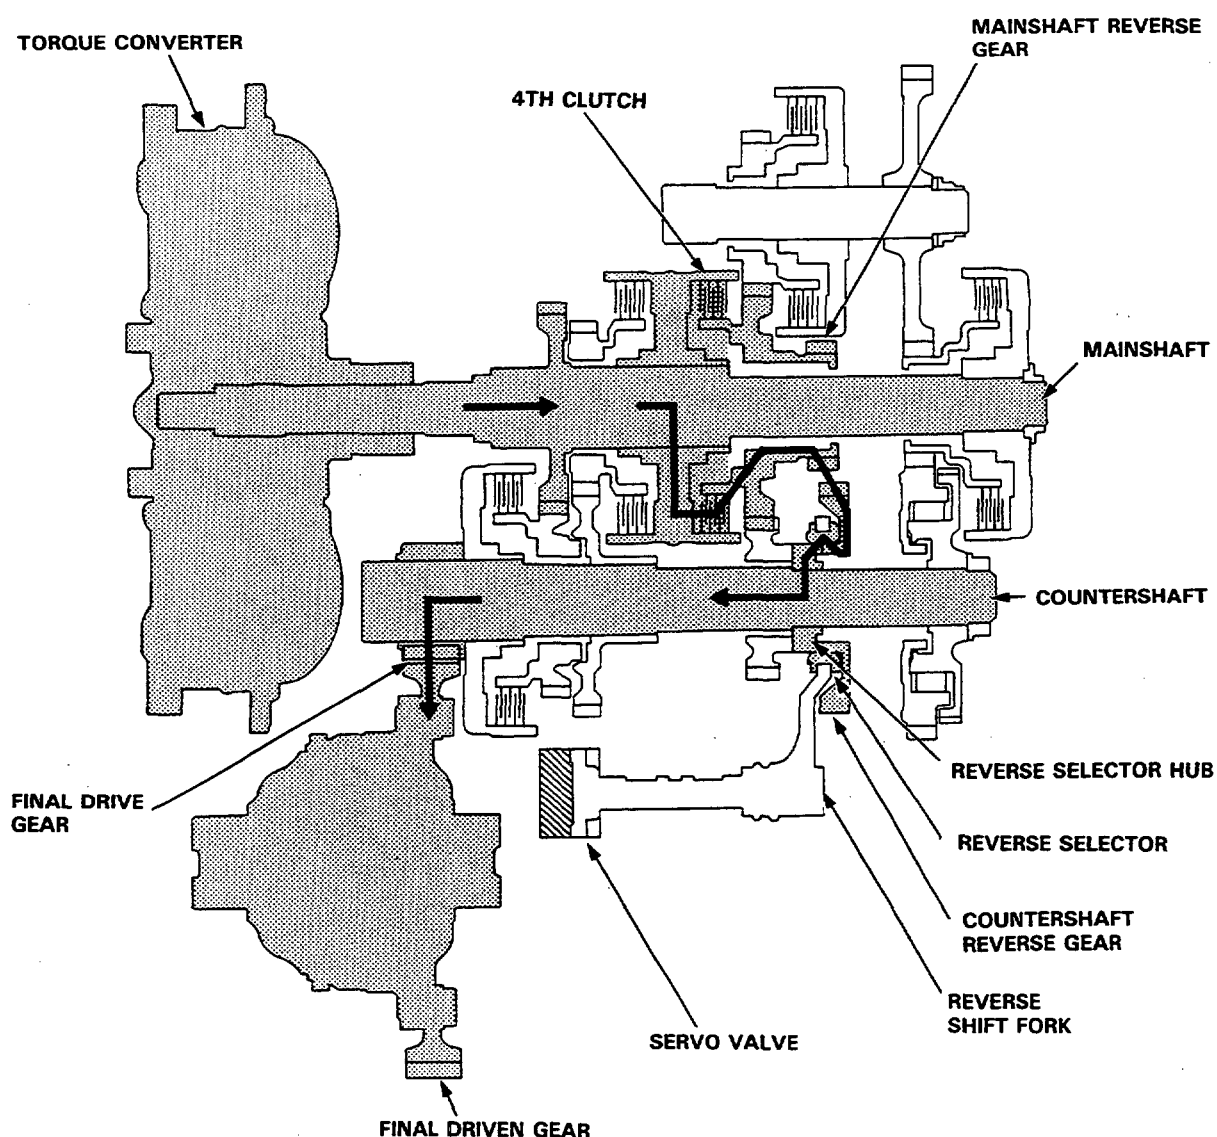 MAINSHAFT REVERSE
GEAR
TORQUE CONVERTER
4TH CLUTCH
MAINSHAFT
COUNTERSHAFT
REVERSE SELECTOR HUB
FINAL DRIVE
GEAR
REVERSE SELECTOR
COUNTERSHAFT
REVERSE GEAR
REVERSE
SHIFT FORK
SERVO VALVE
FINAL DRIVEN GEAR